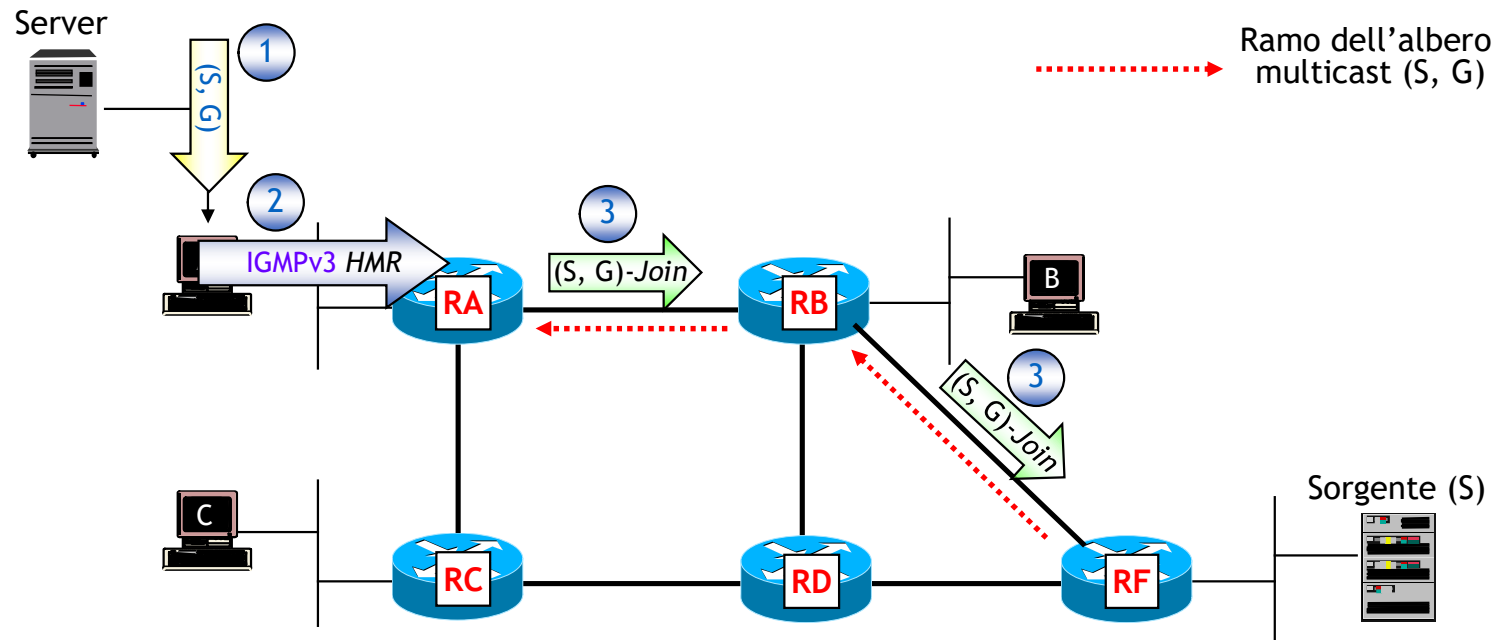 Server
1
(S, G)
Ramo dell’albero
multicast (S, G)
2
3
IGMPv3 HMR
(S, G)-Join
RA
RB
B
3
(S, G)-Join
Sorgente (S)
C
RC
RD
RF